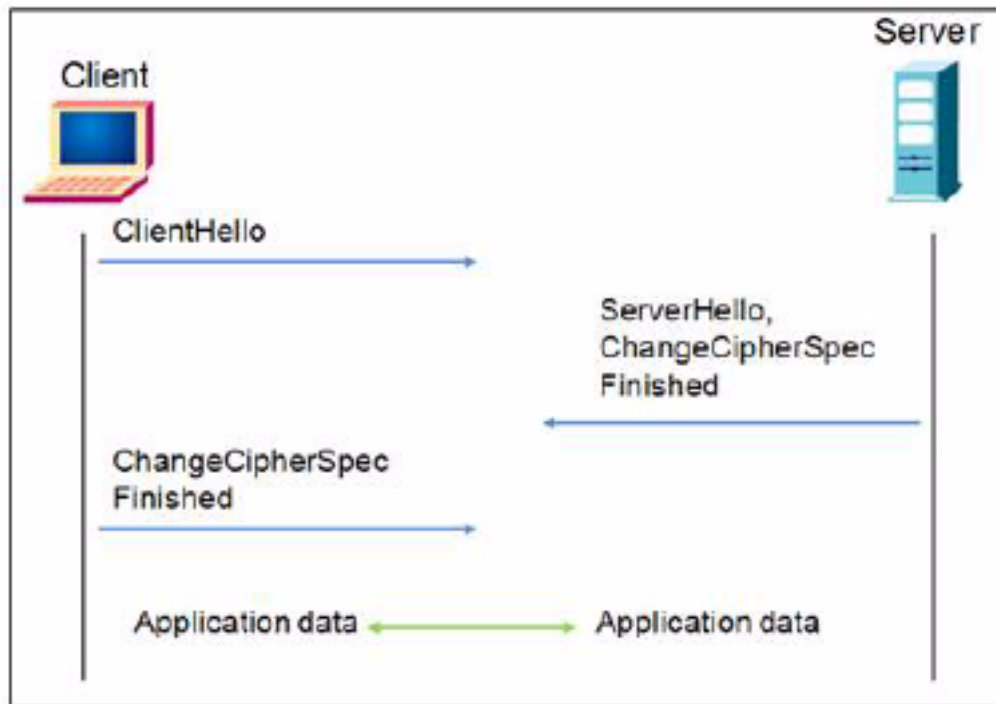 Server
Client
ClientHello
ServerHello,
ChangeCipherSpec
Finished
ChangeCipherSpec
Finished
Application data
Application data